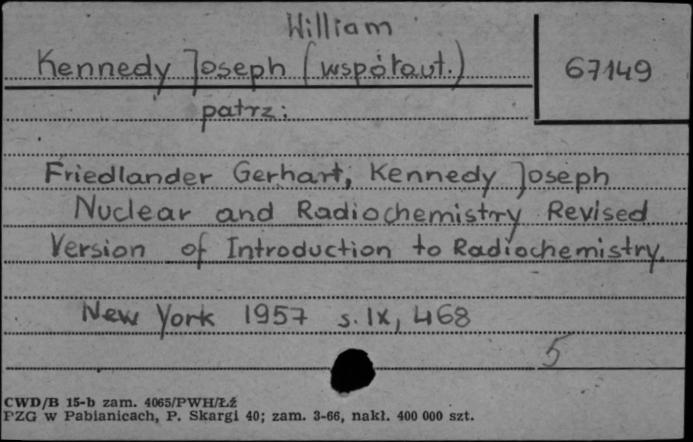 William
Kennedy Joseph (współaut.)
67149
patrz:
Friedlander Gerhart, Kennedy Joseph
Nuclear and Radiochemistry Revised
Version of Introduction to Radiochemistry.
New York 1957 s. IX, 468
5
CWD/B 15-b zam. 4065/PWH/Łź
PZG w Pabianicach, P. Skargi 40; zam. 3-66, nakł. 400 000 szt.